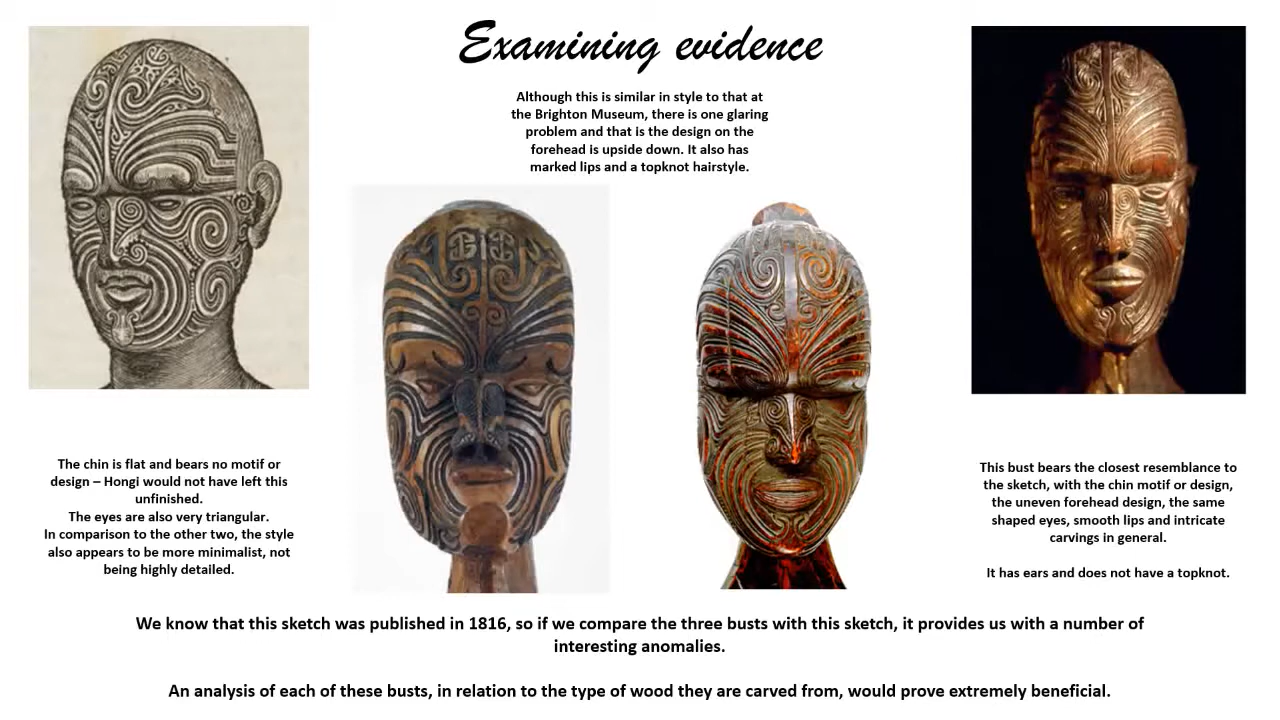 Examining evidence
Although this is similar in style to that at
the Brighton Museum, there is one glaring
problem and that is the design on the
forehead is upside down. It also has
marked lips and a topknot hairstyle.
The chin is flat and bears no motif or
design – Hongi would not have left this
unfinished.
The eyes are also very triangular.
In comparison to the other two, the style
also appears to be more minimalist, not
being highly detailed.
This bust bears the closest resemblance to
the sketch, with the chin motif or design,
the uneven forehead design, the same
shaped eyes, smooth lips and intricate
carvings in general.
It has ears and does not have a topknot.
We know that this sketch was published in 1816, so if we compare the three busts with this sketch, it provides us with a number of
interesting anomalies.
An analysis of each of these busts, in relation to the type of wood they are carved from, would prove extremely beneficial.